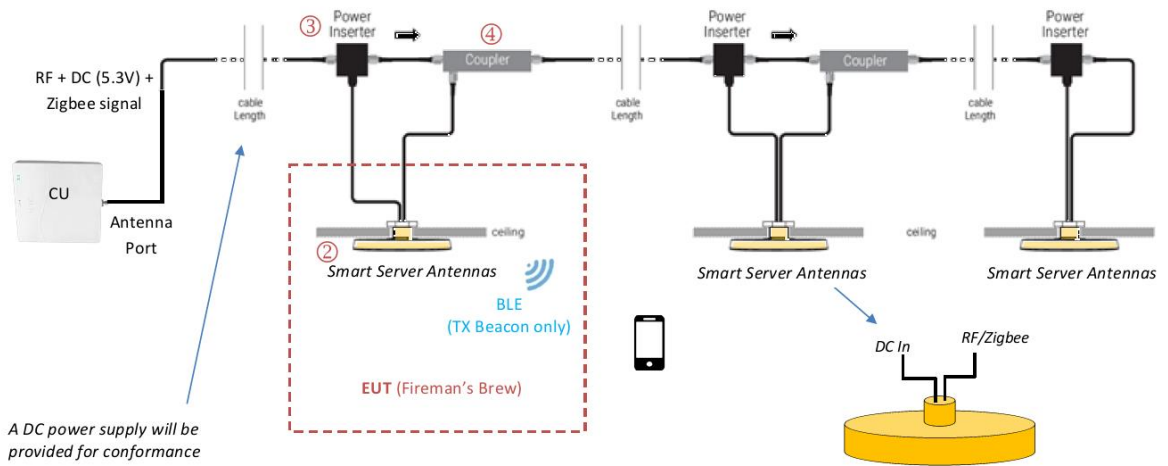 ③
Power
Inserter
④
Coupler
Power
Inserter
Coupler
Power
Inserter
RF + DC (5.3V) +
Zigbee signal
cable
Length
cable
Length
cable
Length
CU
Antenna
Port
②
ceiling
Smart Server Antennas
ceiling
Smart Server Antennas
Smart Server Antennas
BLE
(TX Beacon only)
EUT (Fireman's Brew)
DC In
RF/Zigbee
A DC power supply will be
provided for conformance